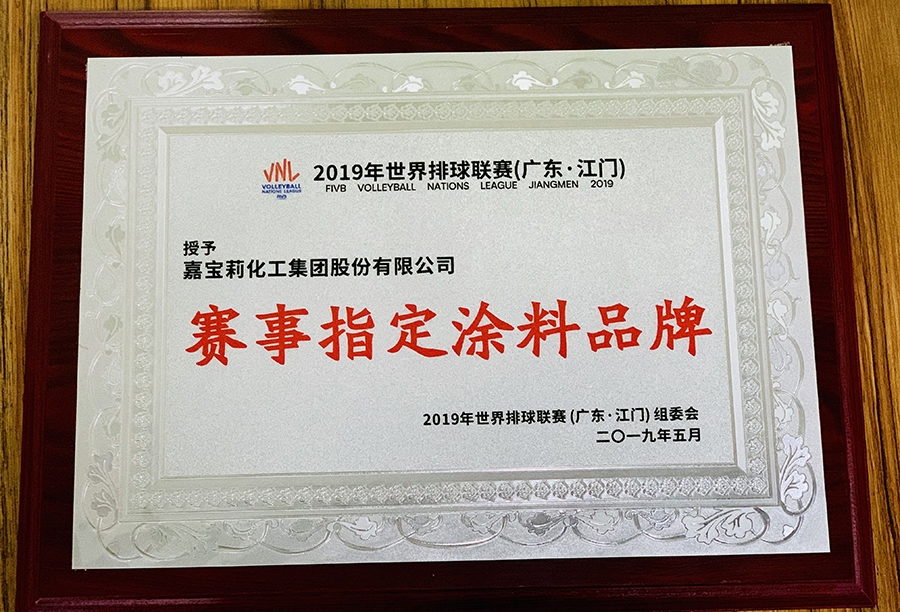 VNL
VOLLEYBALL
NATIONS LEAGUE
FIVB
2019年世界排球联赛(广东·江门)
FIVB VOLLEYBALL NATIONS LEAGUE JIANGMEN 2019
授予
嘉宝莉化工集团股份有限公司
赛事指定涂料品牌
2019年世界排球联赛(广东·江门)组委会
二〇一九年五月